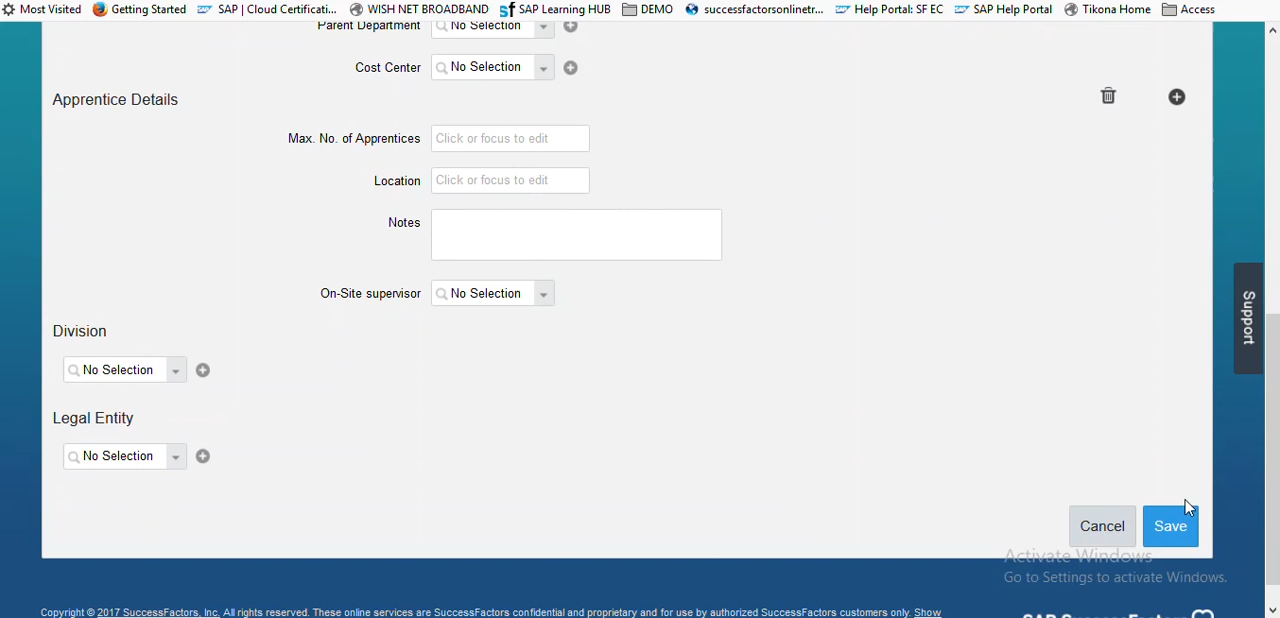 Most Visited Getting Started SAP | Cloud Certificati... WISH NET BROADBAND SAP Learning HUB DEMO successfactorsonlinetr... Help Portal: SF EC SAP Help Portal Tikona Home Access
Parent Department No Selection
Cost Center No Selection
Apprentice Details
Max. No. of Apprentices Click or focus to edit
Location Click or focus to edit
Notes
On-Site supervisor No Selection
Division
No Selection
Support
Legal Entity
No Selection
Cancel Save
Activate Windows
Go to Settings to activate Windows.
Copyright © 2017 SuccessFactors, Inc. All rights reserved. These online services are SuccessFactors confidential and proprietary and for use by authorized SuccessFactors customers only. Show
SAP SuccessFactors